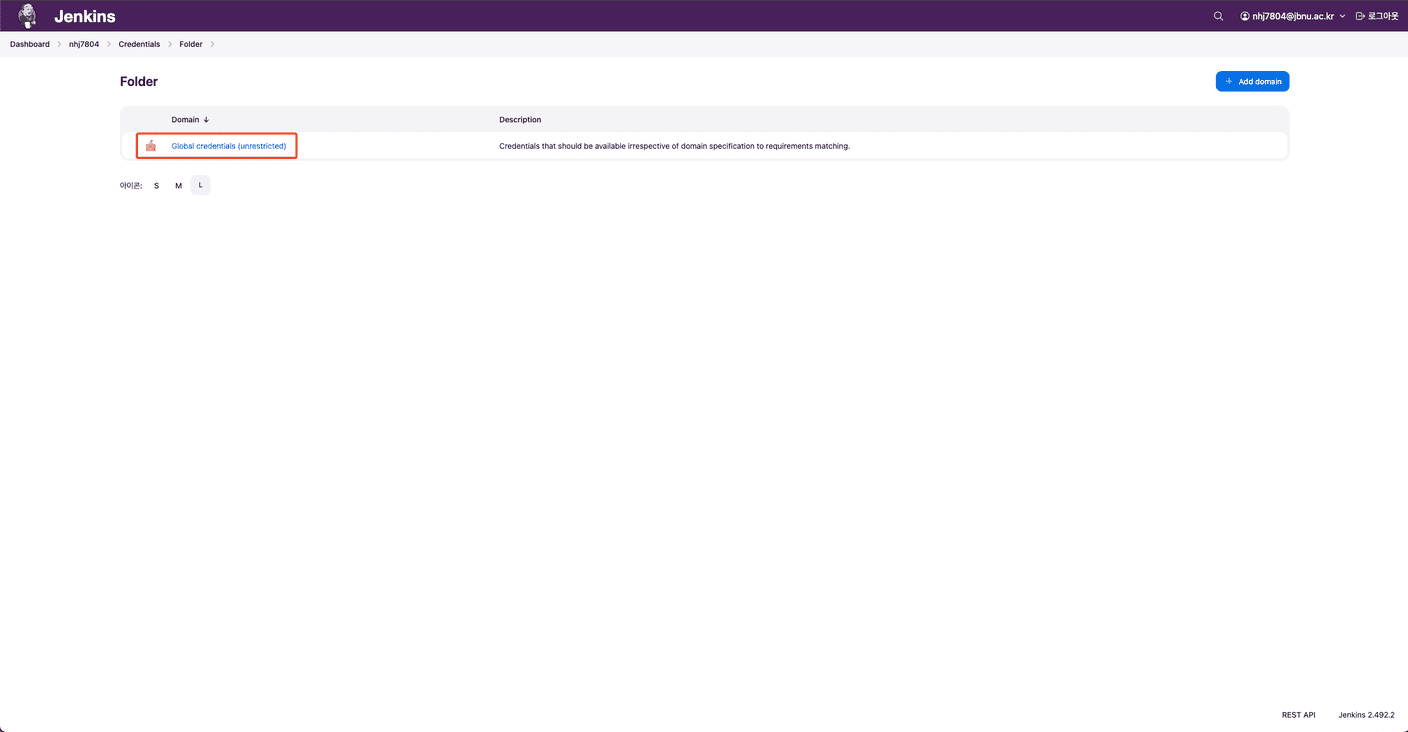 Jenkins
nhj7804@jbnu.ac.kr 로그아웃
Dashboard nhj7804 Credentials Folder
Folder
Add domain
Domain ↓ Description
Global credentials (unrestricted) Credentials that should be available irrespective of domain specification to requirements matching.
아이콘: S M L
REST API Jenkins 2.492.2